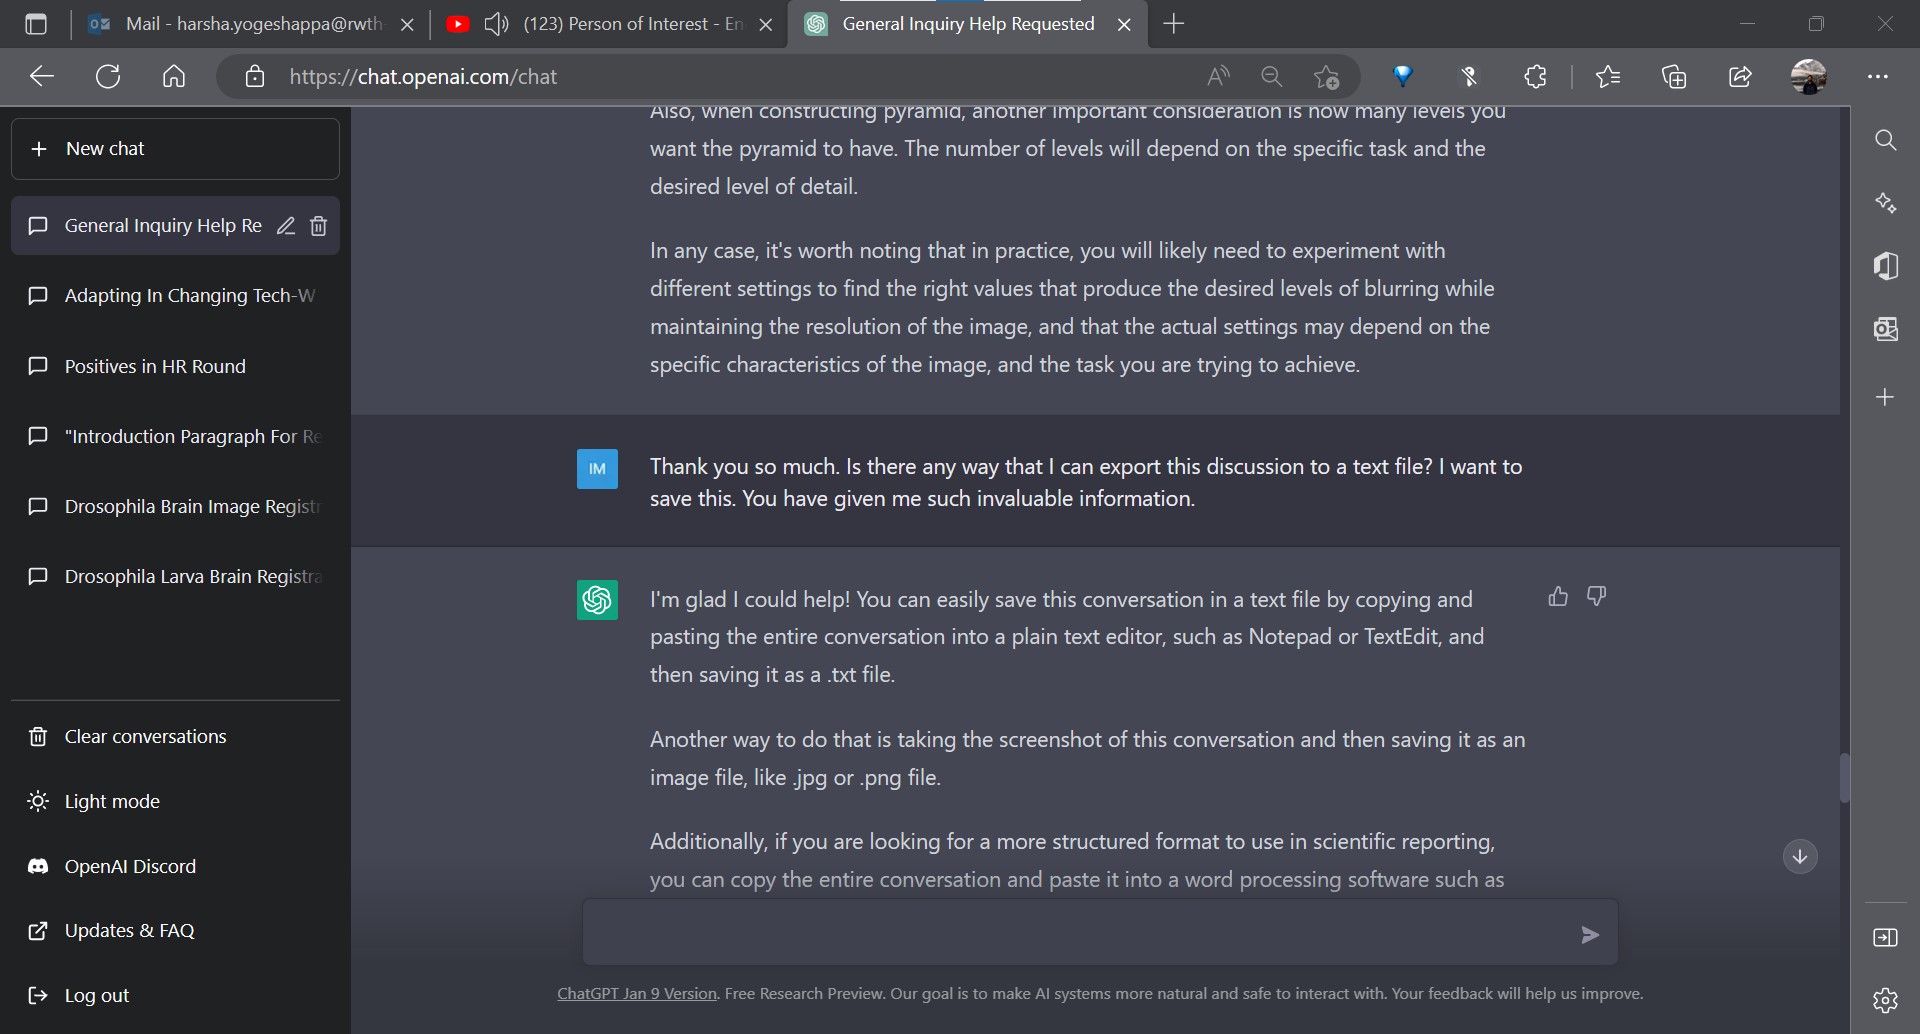 Mail - harsha.yogeshappa@rwth-
(123) Person of Interest - En
General Inquiry Help Requested
https://chat.openai.com/chat
New chat
General Inquiry Help Re
Adapting In Changing Tech-W
Positives in HR Round
"Introduction Paragraph For Re
Drosophila Brain Image Registr
Drosophila Larva Brain Registra
Clear conversations
Light mode
OpenAI Discord
Updates & FAQ
Log out
Also, when constructing pyramid, another important consideration is how many levels you
want the pyramid to have. The number of levels will depend on the specific task and the
desired level of detail.
In any case, it's worth noting that in practice, you will likely need to experiment with
different settings to find the right values that produce the desired levels of blurring while
maintaining the resolution of the image, and that the actual settings may depend on the
specific characteristics of the image, and the task you are trying to achieve.
IM
Thank you so much. Is there any way that I can export this discussion to a text file? I want to
save this. You have given me such invaluable information.
I'm glad I could help! You can easily save this conversation in a text file by copying and
pasting the entire conversation into a plain text editor, such as Notepad or TextEdit, and
then saving it as a .txt file.
Another way to do that is taking the screenshot of this conversation and then saving it as an
image file, like .jpg or .png file.
Additionally, if you are looking for a more structured format to use in scientific reporting,
you can copy the entire conversation and paste it into a word processing software such as
ChatGPT Jan 9 Version. Free Research Preview. Our goal is to make AI systems more natural and safe to interact with. Your feedback will help us improve.